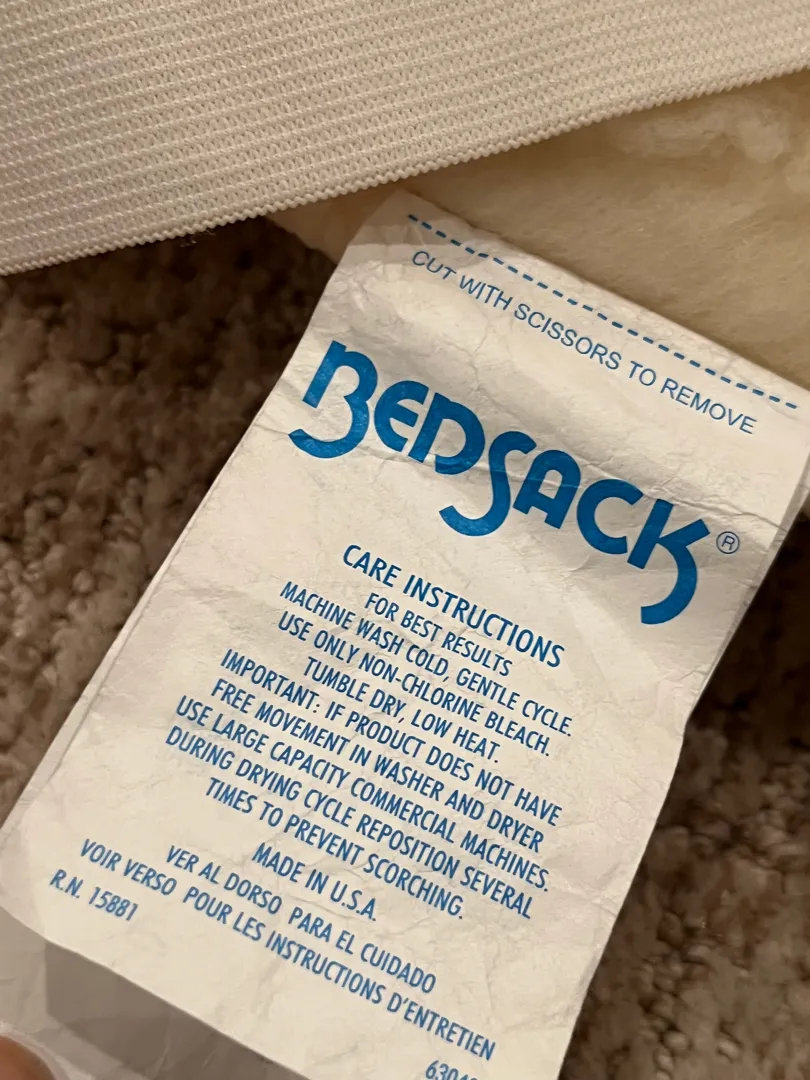 CUT WITH SCISSORS TO REMOVE
BEDSACK®
CARE INSTRUCTIONS
FOR BEST RESULTS
MACHINE WASH COLD, GENTLE CYCLE.
USE ONLY NON-CHLORINE BLEACH.
TUMBLE DRY, LOW HEAT.
IMPORTANT: IF PRODUCT DOES NOT HAVE
FREE MOVEMENT IN WASHER AND DRYER
USE LARGE CAPACITY COMMERCIAL MACHINES.
DURING DRYING CYCLE REPOSITION SEVERAL
TIMES TO PREVENT SCORCHING.
MADE IN U.S.A.
VER AL DORSO PARA EL CUIDADO
VOIR VERSO POUR LES INSTRUCTIONS D'ENTRETIEN
R.N. 15881